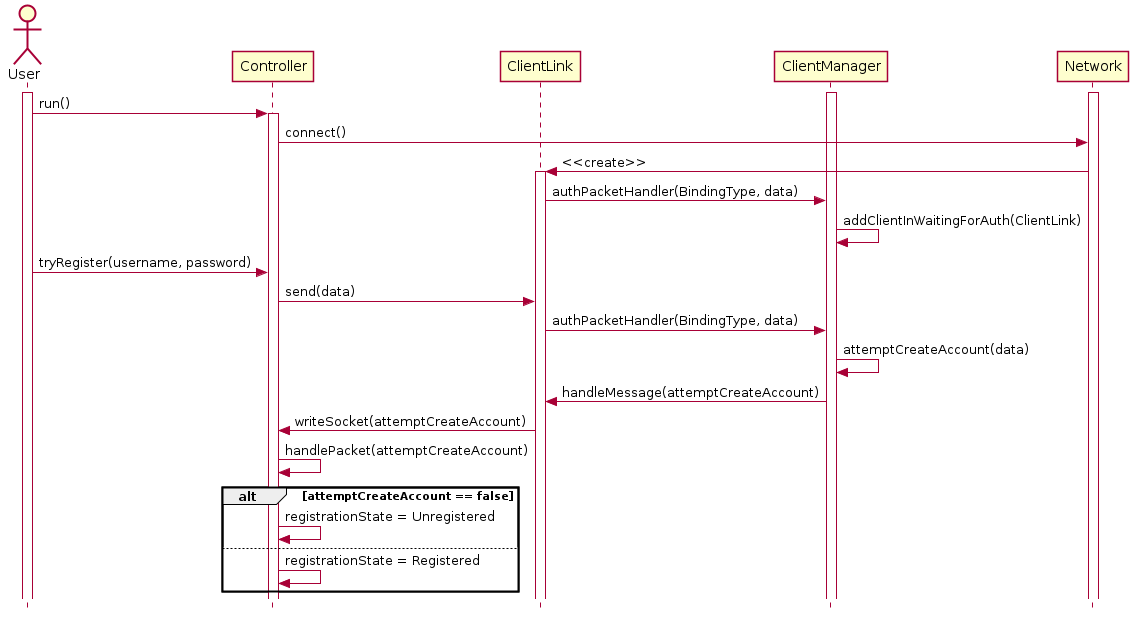 User
Controller
ClientLink
ClientManager
Network
run()
connect()
<<create>>
authPacketHandler(BindingType, data)
addClientInWaitingForAuth(ClientLink)
tryRegister(username, password)
send(data)
authPacketHandler(BindingType, data)
attemptCreateAccount(data)
handleMessage(attemptCreateAccount)
writeSocket(attemptCreateAccount)
handlePacket(attemptCreateAccount)
alt [attemptCreateAccount == false]
registrationState = Unregistered
registrationState = Registered